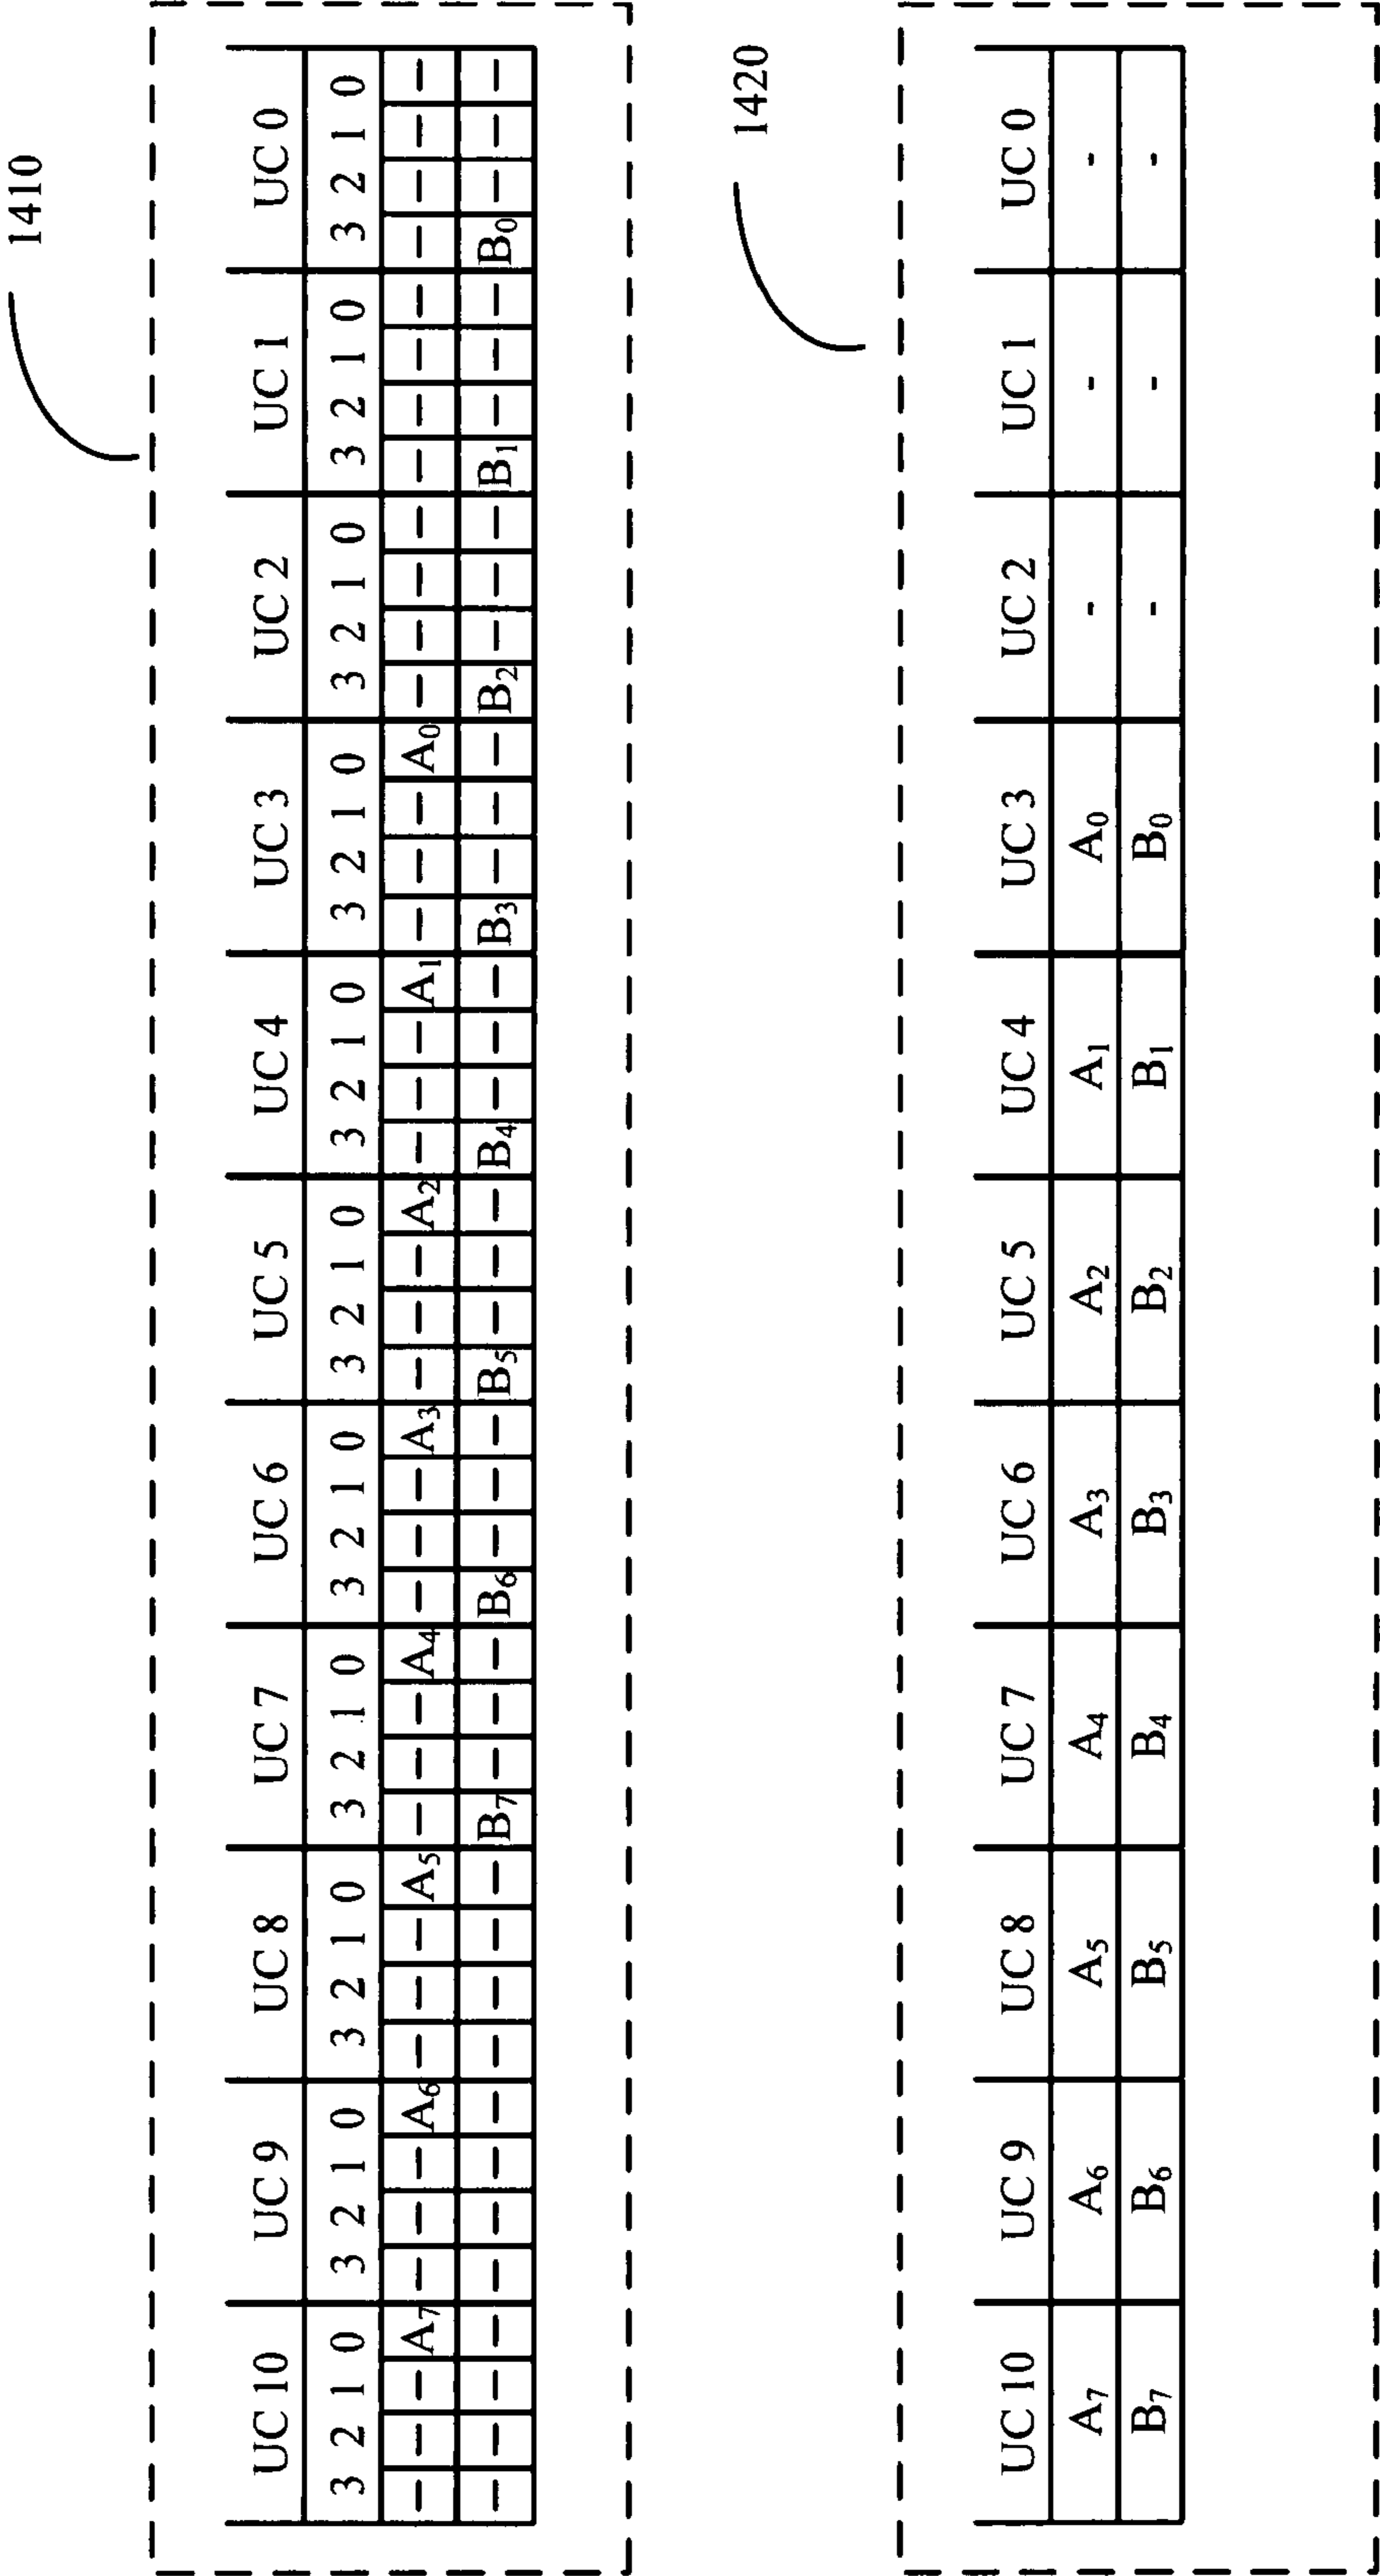 1410
UC 10 UC 9 UC 8 UC 7 UC 6 UC 5 UC 4 UC 3 UC 2 UC 1 UC 0
3 2 1 0 3 2 1 0 3 2 1 0 3 2 1 0 3 2 1 0 3 2 1 0 3 2 1 0 3 2 1 0 3 2 1 0 3 2 1 0 3 2 1 0
— — — A₇ — — — A₆ — — — A₅ — — — A₄ — — — A₃ — — — A₂ — — — A₁ — — — A₀ — — — — — — — — — — — —
— — — — — — — — — — — — B₇ — — — B₆ — — — B₅ — — — B₄ — — — B₃ — — — B₂ — — — B₁ — — — B₀ — — —
1420
UC 10 UC 9 UC 8 UC 7 UC 6 UC 5 UC 4 UC 3 UC 2 UC 1 UC 0
A₇ A₆ A₅ A₄ A₃ A₂ A₁ A₀ - - -
B₇ B₆ B₅ B₄ B₃ B₂ B₁ B₀ - - -